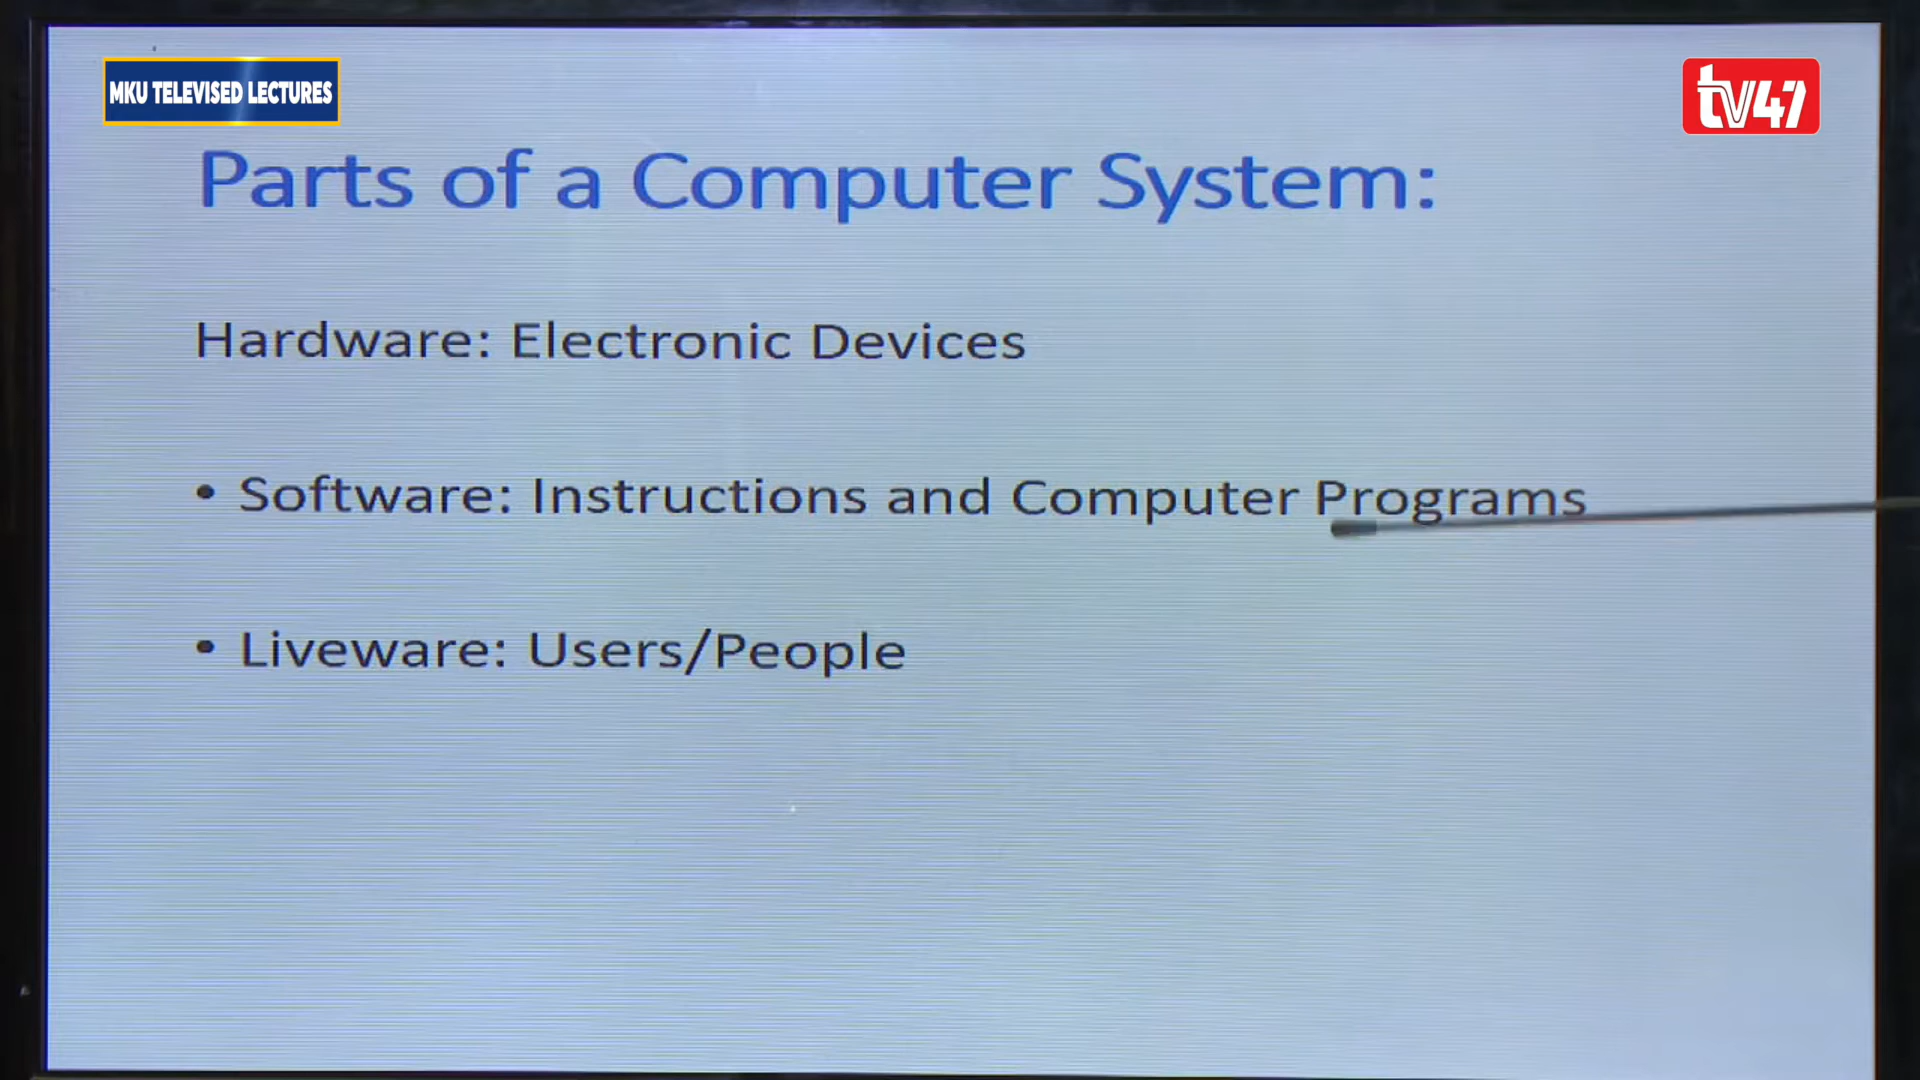 MKU TELEVISED LECTURES
tv47
Parts of a Computer System:
Hardware: Electronic Devices
• Software: Instructions and Computer Programs
• Liveware: Users/People